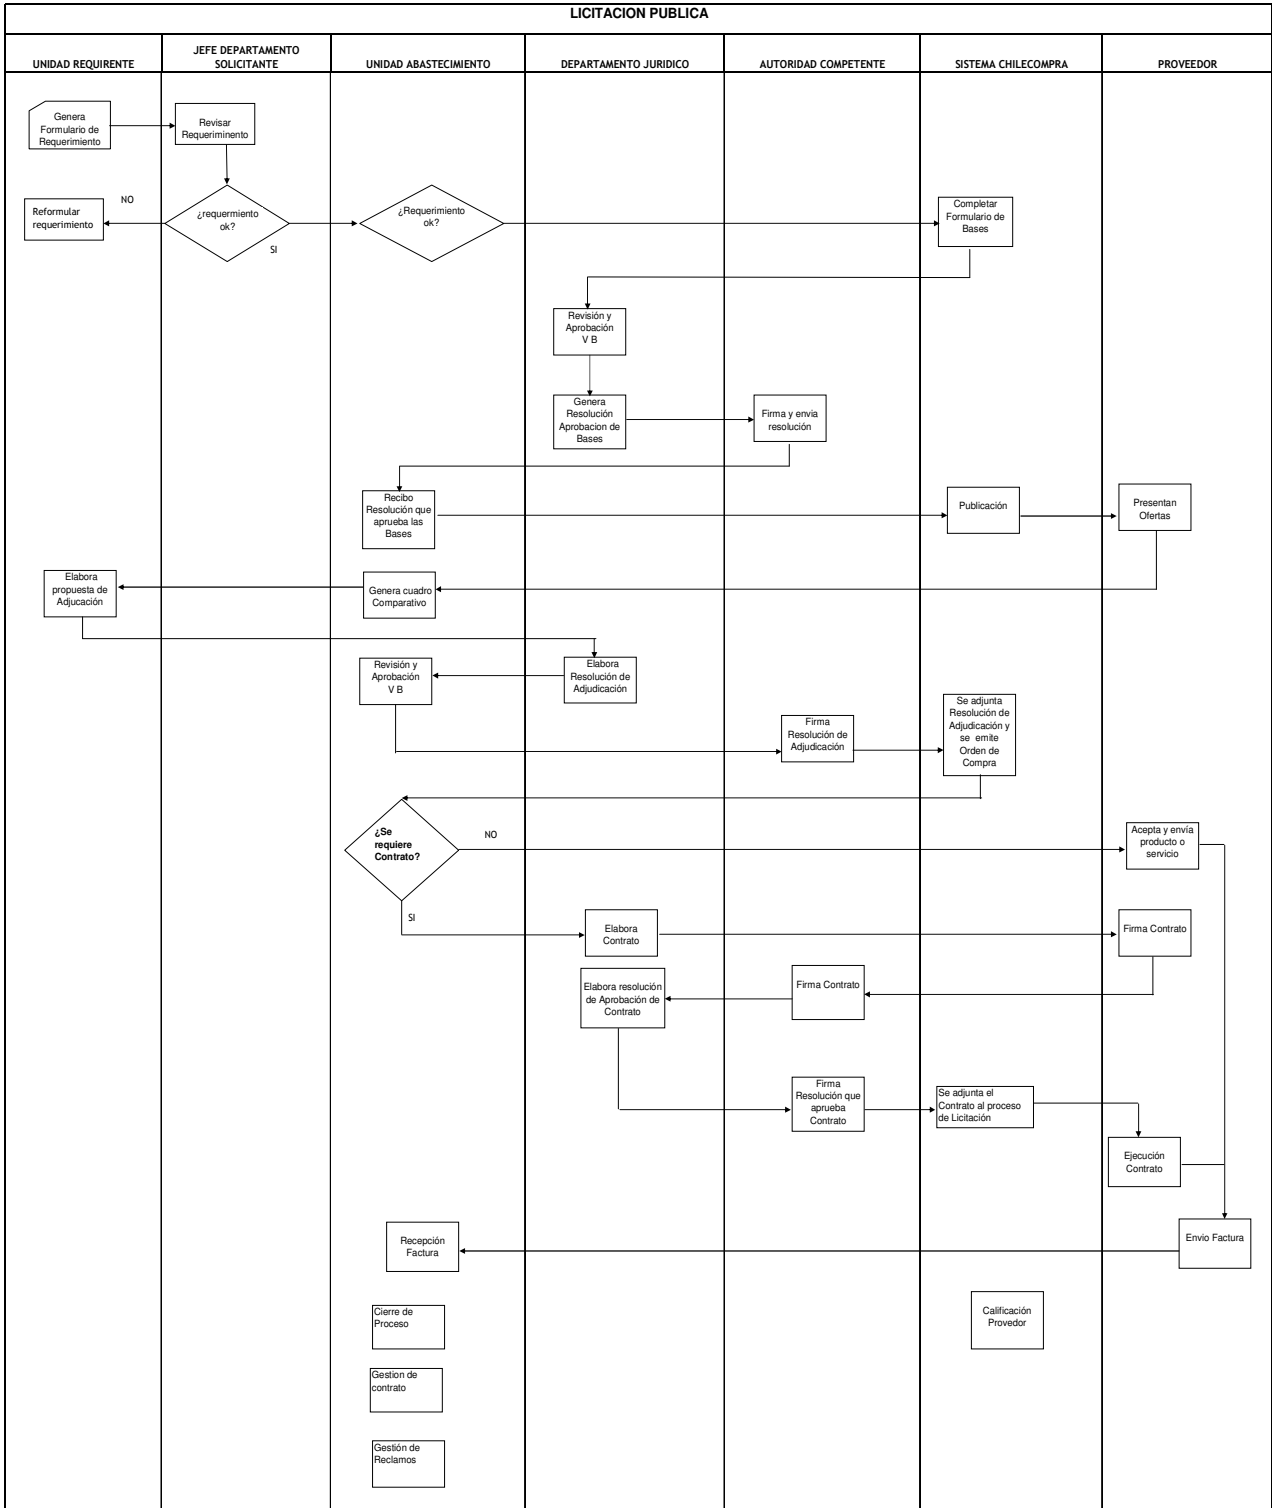 LICITACION PUBLICA
UNIDAD REQUIRENTE
JEFE DEPARTAMENTO
SOLICITANTE
UNIDAD ABASTECIMIENTO
DEPARTAMENTO JURIDICO
AUTORIDAD COMPETENTE
SISTEMA CHILECOMPRA
PROVEEDOR
Genera
Formulario de
Requerimiento
Revisar
Requeriminento
NO
Reformular
requerimiento
¿requermiento
ok?
SI
¿Requerimiento
ok?
Completar
Formulario de
Bases
Revisión y
Aprobación
V B
Genera
Resolución
Aprobacion de
Bases
Firma y envia
resolución
Recibo
Resolución que
aprueba las
Bases
Publicación
Presentan
Ofertas
Elabora
propuesta de
Adjucación
Genera cuadro
Comparativo
Revisión y
Aprobación
V B
Elabora
Resolución de
Adjudicación
Firma
Resolución de
Adjudicación
Se adjunta
Resolución de
Adjudicación y
se emite
Orden de
Compra
¿Se
requiere
Contrato?
NO
Acepta y envía
producto o
servicio
SI
Elabora
Contrato
Firma Contrato
Elabora resolución
de Aprobación de
Contrato
Firma Contrato
Firma
Resolución que
aprueba
Contrato
Se adjunta el
Contrato al proceso
de Licitación
Ejecución
Contrato
Recepción
Factura
Envio Factura
Cierre de
Proceso
Calificación
Provedor
Gestion de
contrato
Gestión de
Reclamos